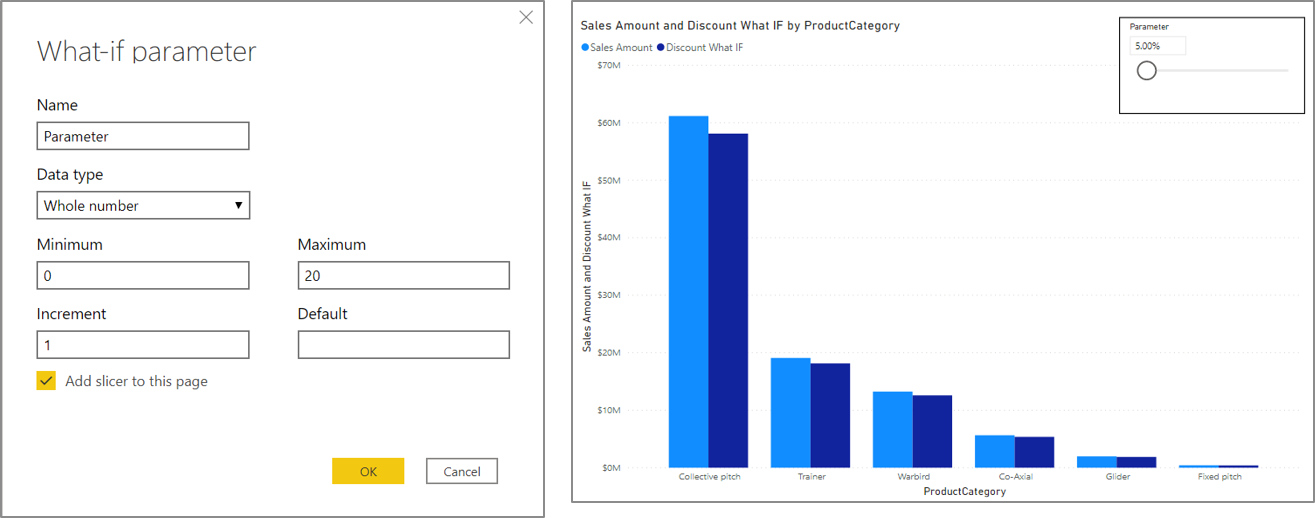 What-if parameter
Name
Parameter
Data type
Whole number
Minimum
Maximum
0
20
Increment
Default
1
Add slicer to this page
OK
Cancel
Sales Amount and Discount What IF by ProductCategory
Sales Amount
Discount What IF
Parameter
5.00%
Sales Amount and Discount What IF
$70M
$60M
$50M
$40M
$30M
$20M
$10M
$0M
Collective pitch
Trainer
Warbird
Co-Axial
Glider
Fixed pitch
ProductCategory